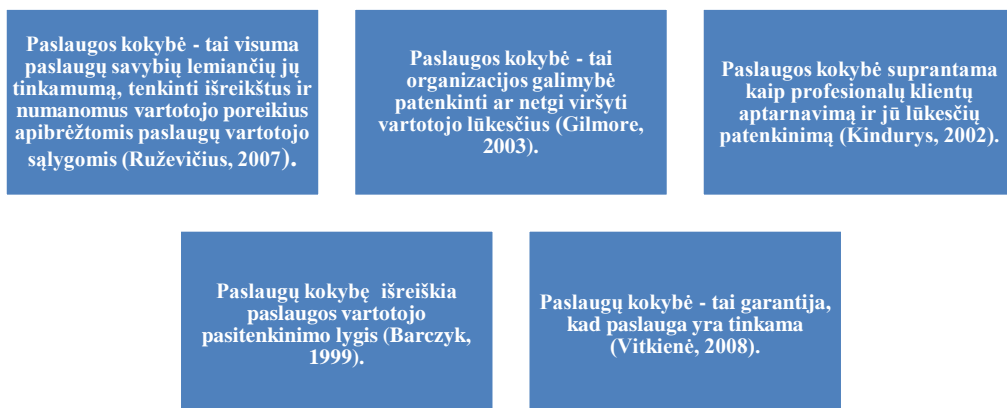 Paslaugos kokybė - tai visuma
paslaugų savybių lemiančių jų
tinkamumą, tenkinti išreikštus ir
numanomus vartotojo poreikius
apibrėžtomis paslaugų vartotojo
sąlygomis (Ruževičius, 2007).
Paslaugos kokybė - tai
organizacijos galimybė
patenkinti ar netgi viršyti
vartotojo lūkesčius (Gilmore,
2003).
Paslaugos kokybė suprantama
kaip profesionalų klientų
aptarnavimą ir jū lūkesčių
patenkinimą (Kindurys, 2002).
Paslaugų kokybę išreiškia
paslaugos vartotojo
pasitenkinimo lygis (Barczyk,
1999).
Paslaugų kokybė - tai garantija,
kad paslauga yra tinkama
(Vitkienė, 2008).